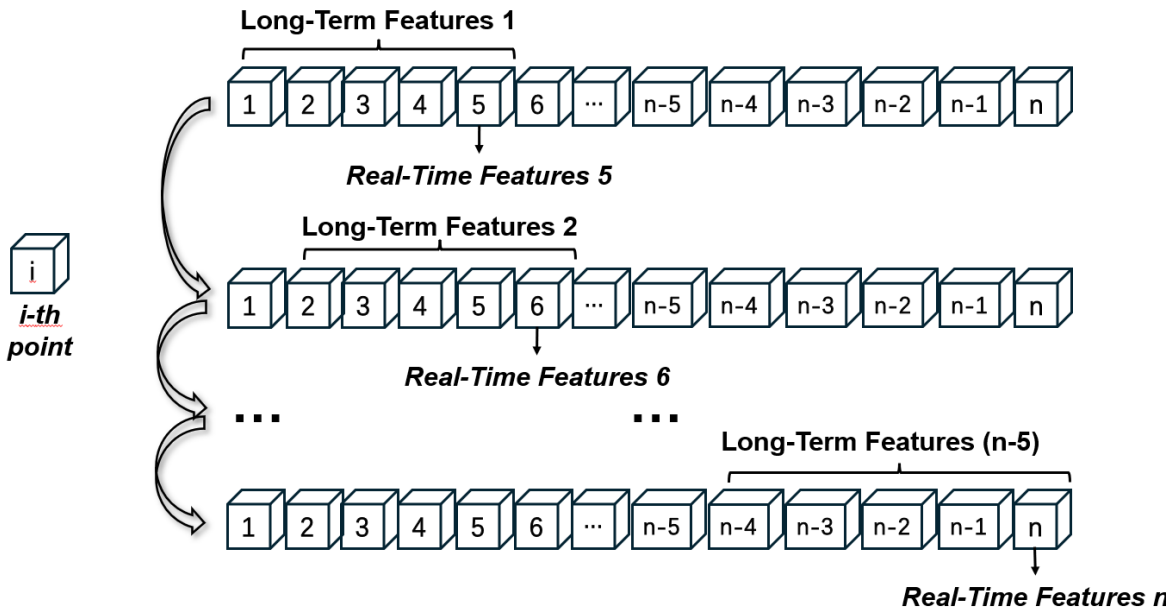 Long-Term Features 1
1 2 3 4 5 6 ... n-5 n-4 n-3 n-2 n-1 n
Real-Time Features 5
Long-Term Features 2
i
i-th
point
1 2 3 4 5 6 ... n-5 n-4 n-3 n-2 n-1 n
Real-Time Features 6
... ...
Long-Term Features (n-5)
1 2 3 4 5 6 ... n-5 n-4 n-3 n-2 n-1 n
Real-Time Features n